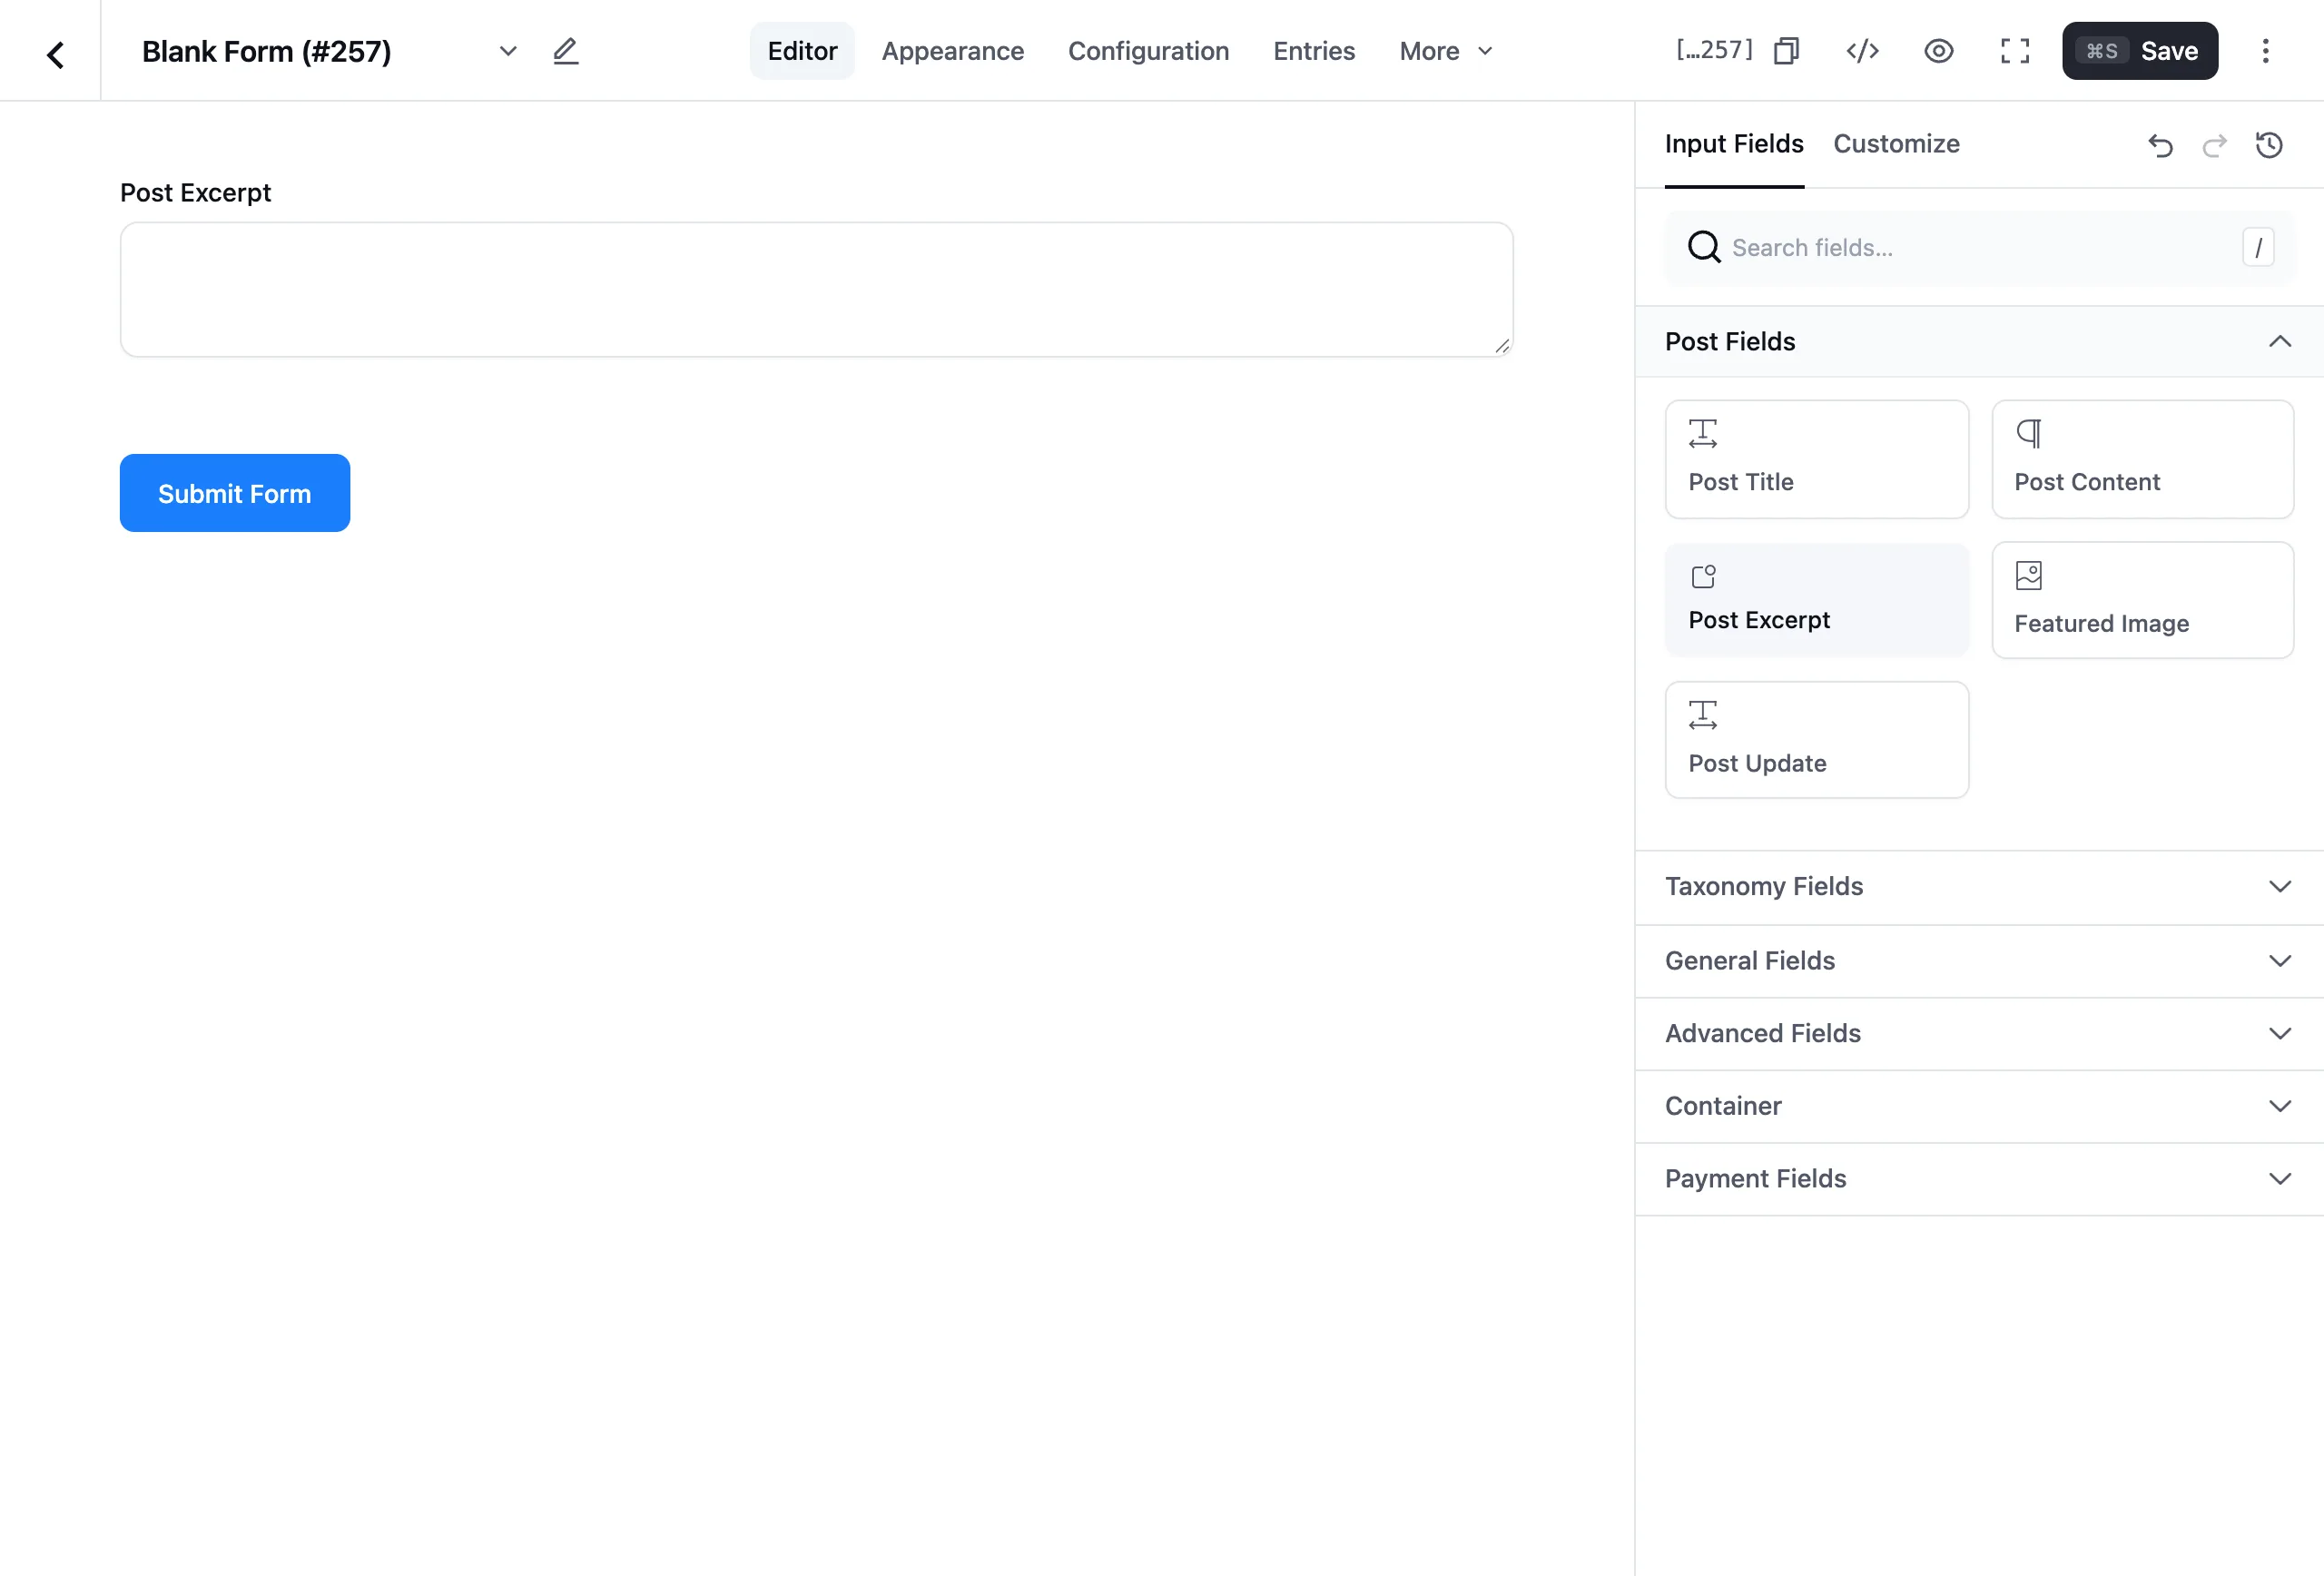 Blank Form (#257)
Editor
Appearance
Configuration
Entries
More
[…257]
⌘S Save
Input Fields
Customize
Search fields...
/
Post Excerpt
Submit Form
Post Fields
Post Title
Post Content
Post Excerpt
Featured Image
Post Update
Taxonomy Fields
General Fields
Advanced Fields
Container
Payment Fields